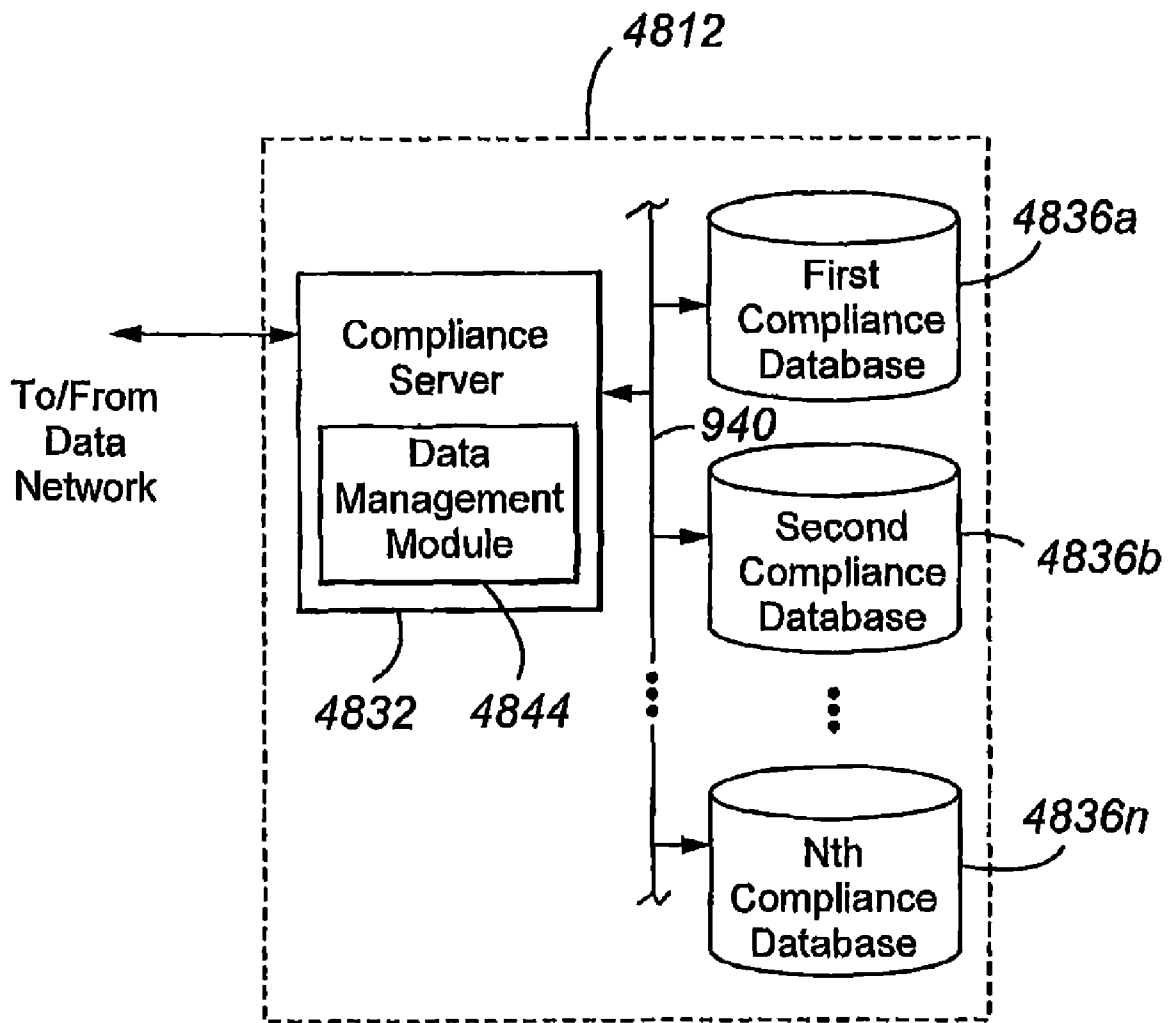 4812
To/From
Data
Network
Compliance
Server
Data
Management
Module
4832
4844
940
First
Compliance
Database
4836a
Second
Compliance
Database
4836b
Nth
Compliance
Database
4836n